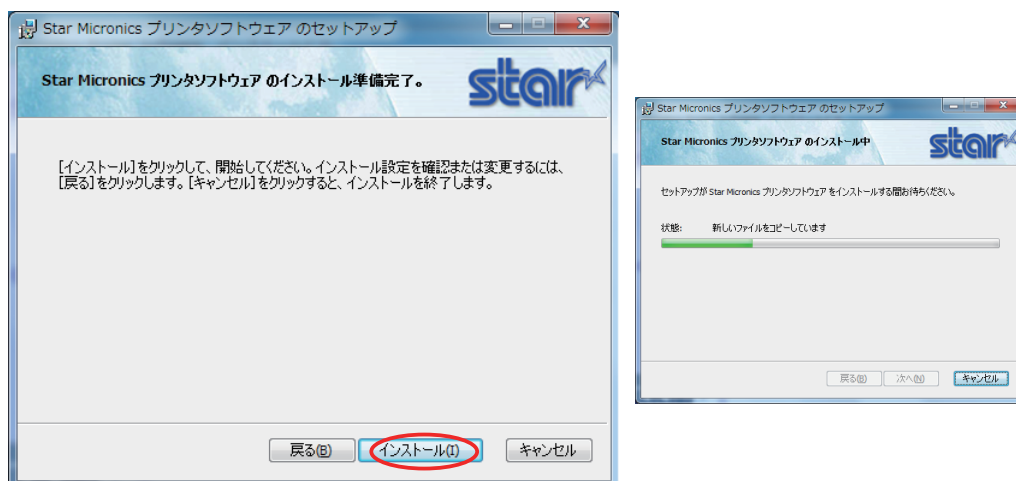 Star Micronics プリンタソフトウェア のセットアップ
Star Micronics プリンタソフトウェア のインストール準備完了。
star
[インストール]をクリックして、開始してください。インストール設定を確認または変更するには、
[戻る]をクリックします。[キャンセル]をクリックすると、インストールを終了します。
戻る(B)
インストール(I)
キャンセル
Star Micronics プリンタソフトウェア のセットアップ
Star Micronics プリンタソフトウェア のインストール中
star
セットアップが Star Micronics プリンタソフトウェア をインストールする間お待ちください。
状態: 新しいファイルをコピーしています
戻る(B)
次へ(N)
キャンセル